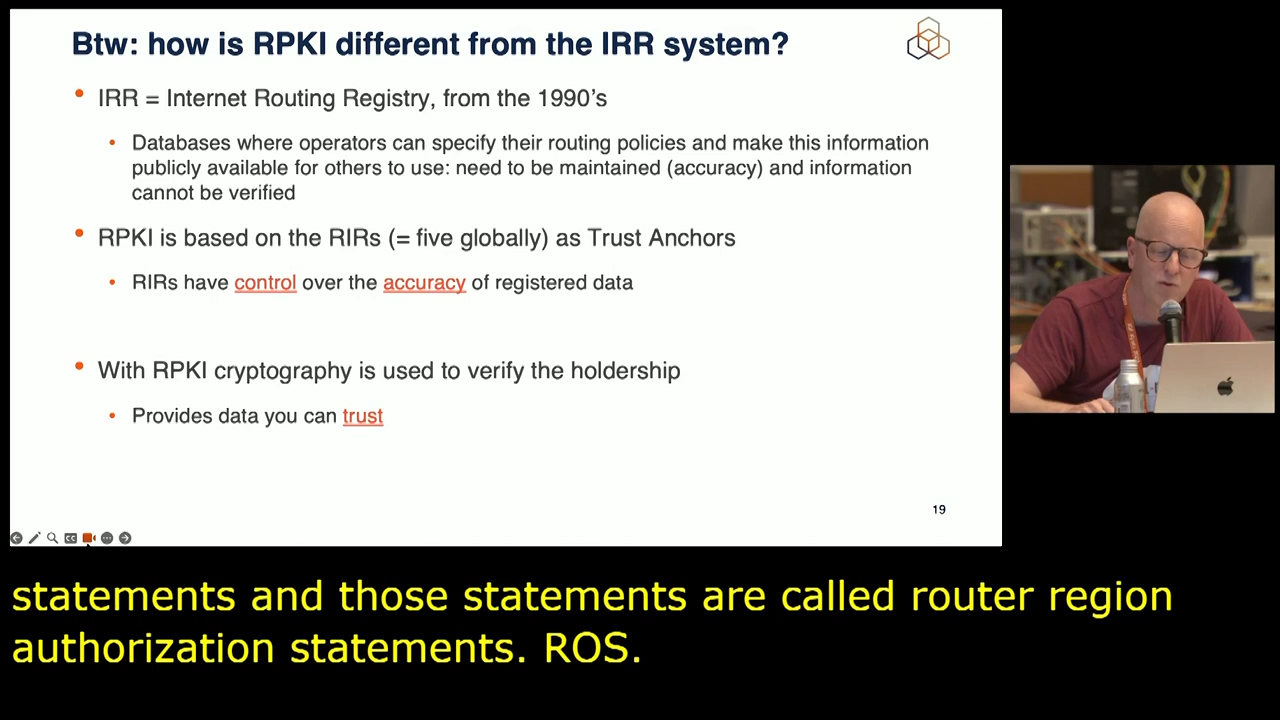 Btw: how is RPKI different from the IRR system?
• IRR = Internet Routing Registry, from the 1990’s
• Databases where operators can specify their routing policies and make this information
publicly available for others to use: need to be maintained (accuracy) and information
cannot be verified
• RPKI is based on the RIRs (= five globally) as Trust Anchors
• RIRs have control over the accuracy of registered data
• With RPKI cryptography is used to verify the holdership
• Provides data you can trust
19
CC
statements and those statements are called router region
authorization statements. ROS.